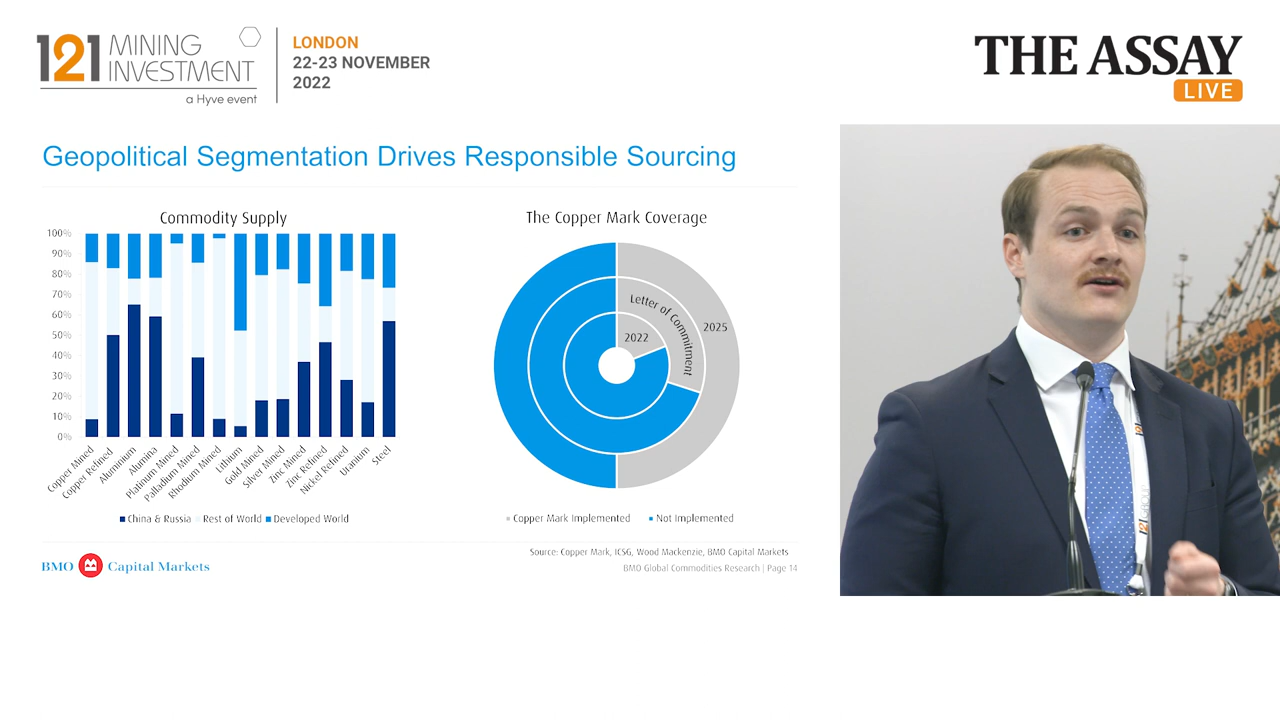 121 MINING INVESTMENT
a Hyve event
LONDON
22-23 NOVEMBER
2022
THE ASSAY
LIVE
Geopolitical Segmentation Drives Responsible Sourcing
Commodity Supply
100%
90%
80%
70%
60%
50%
40%
30%
20%
10%
0%
Copper Mined
Copper Refined
Aluminium
Alumina
Platinum Mined
Palladium Mined
Rhodium Mined
Lithium
Gold Mined
Silver Mined
Zinc Mined
Zinc Refined
Nickel Refined
Uranium
Steel
China & Russia Rest of World Developed World
The Copper Mark Coverage
Letter of Commitment
2022
2025
Copper Mark Implemented Not Implemented
Source: Copper Mark, ICSG, Wood Mackenzie, BMO Capital Markets
BMO Capital Markets
BMO Global Commodities Research | Page 14
121
121